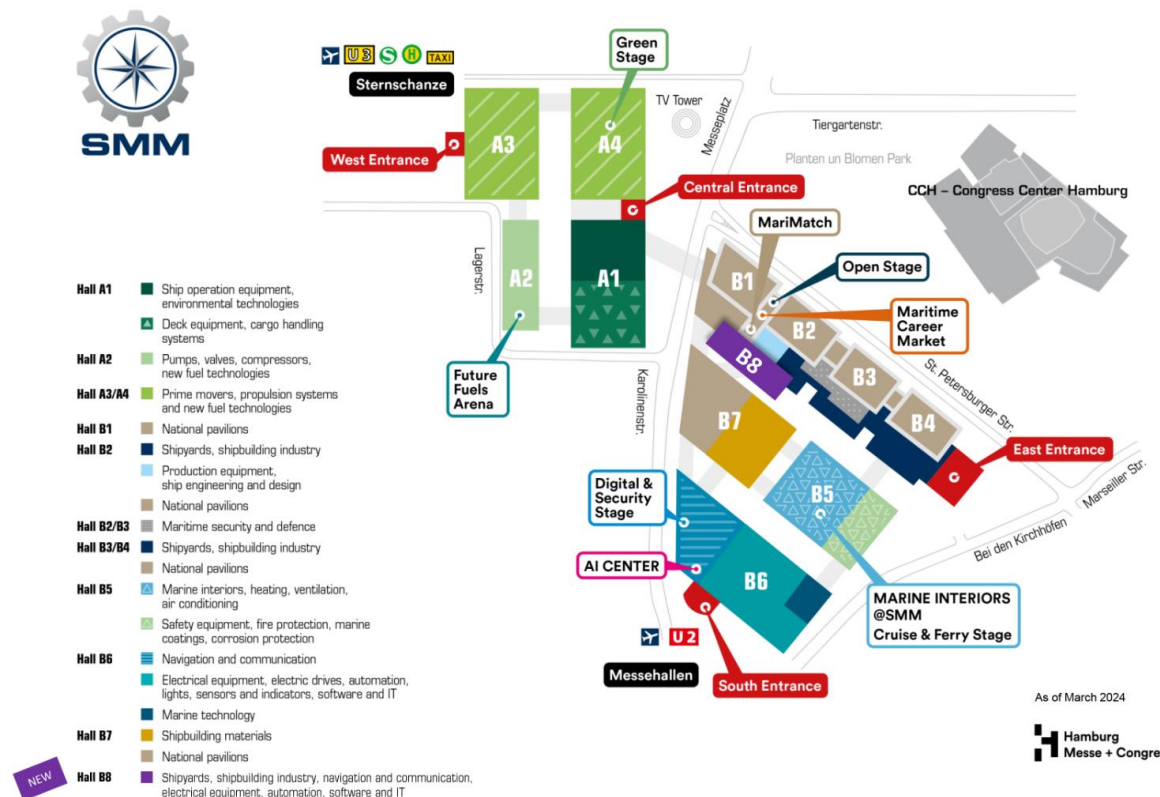 SMM
U3 S H TAXI
Sternschanze
Green
Stage
TV Tower
Messeplatz
Tiergartenstr.
Planten un Blomen Park
CCH – Congress Center Hamburg
A3
A4
West Entrance
Central Entrance
MariMatch
Lagerstr.
A2
A1
B1
Open Stage
Maritime
Career
Market
B2
B8
B3
St. Petersburger Str.
Future
Fuels
Arena
Karolinenstr.
B7
B4
East Entrance
Marseiller Str.
Digital &
Security
Stage
B5
Bei den Kirchhöfen
AI CENTER
B6
MARINE INTERIORS
@SMM
Cruise & Ferry Stage
U2
Messehallen
South Entrance
Hall A1 Ship operation equipment,
environmental technologies
Deck equipment, cargo handling
systems
Hall A2 Pumps, valves, compressors,
new fuel technologies
Hall A3/A4 Prime movers, propulsion systems
and new fuel technologies
Hall B1 National pavilions
Hall B2 Shipyards, shipbuilding industry
Production equipment,
ship engineering and design
National pavilions
Hall B2/B3 Maritime security and defence
Hall B3/B4 Shipyards, shipbuilding industry
National pavilions
Hall B5 Marine interiors, heating, ventilation,
air conditioning
Safety equipment, fire protection, marine
coatings, corrosion protection
Hall B6 Navigation and communication
Electrical equipment, electric drives, automation,
lights, sensors and indicators, software and IT
Marine technology
Hall B7 Shipbuilding materials
National pavilions
NEW Hall B8 Shipyards, shipbuilding industry, navigation and communication,
electrical equipment, automation, software and IT
As of March 2024
Hamburg
Messe + Congre